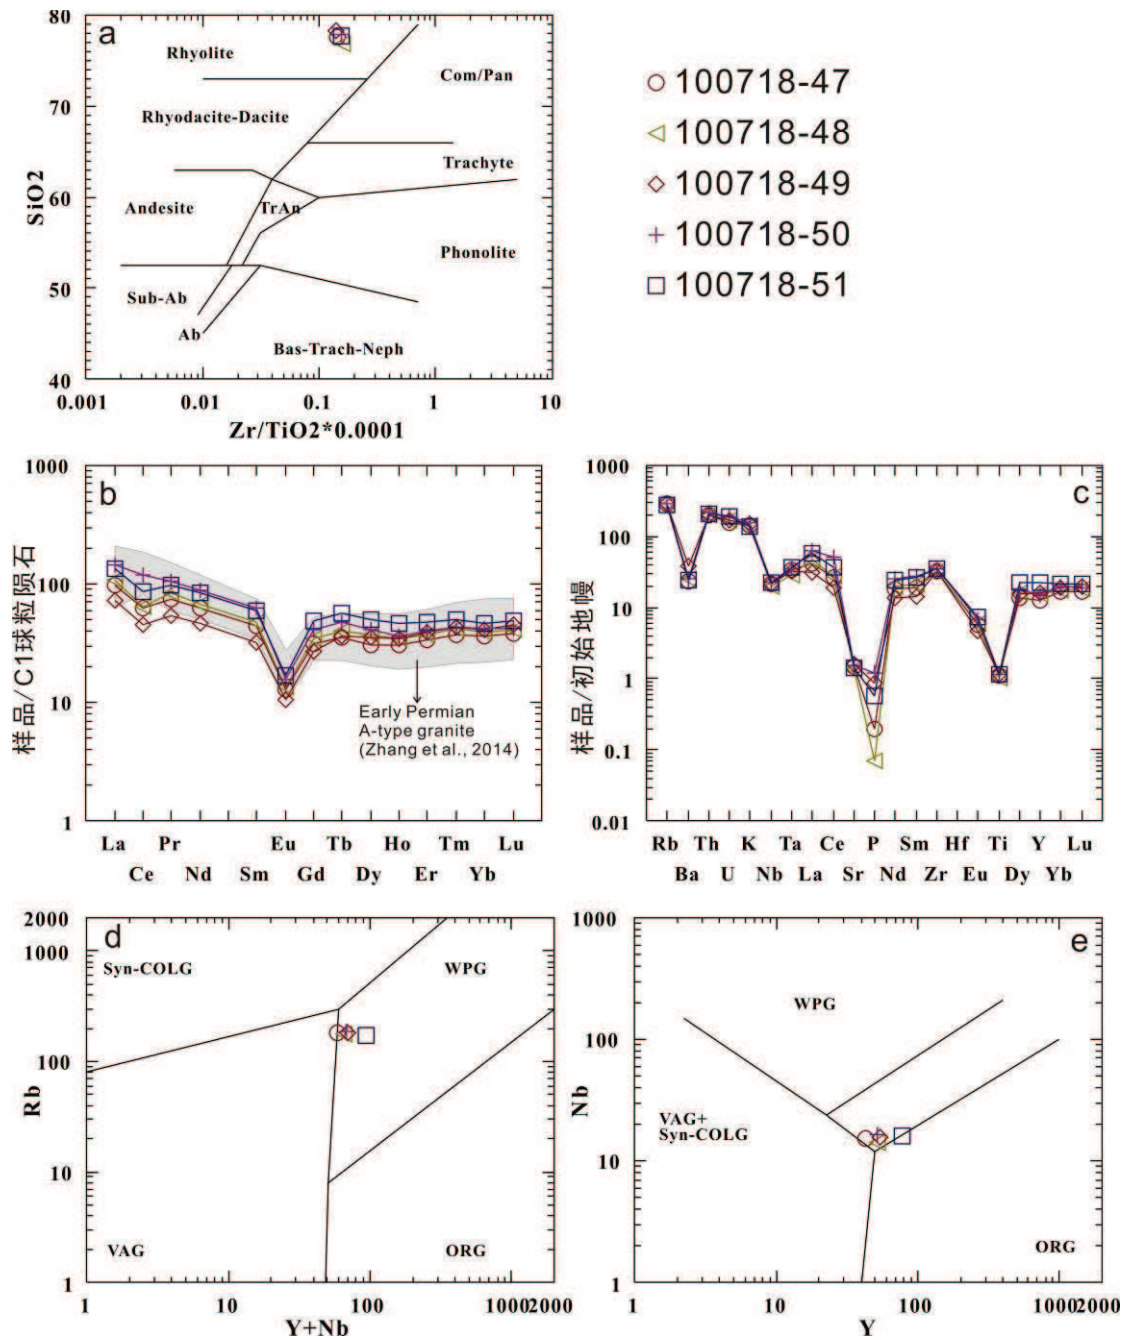 a
80
70
60
50
40
SiO2
Rhyolite
Com/Pan
Rhyodacite-Dacite
Trachyte
Andesite
TrAn
Phonolite
Sub-Ab
Ab
Bas-Trach-Neph
0.001
0.01
0.1
1
10
Zr/TiO2*0.0001
100718-47
100718-48
100718-49
100718-50
100718-51
b
1000
100
10
1
样品/C1球粒陨石
Early Permian
A-type granite
(Zhang et al., 2014)
La Pr Eu Tb Ho Tm Lu
Ce Nd Sm Gd Dy Er Yb
c
1000
100
10
1
0.1
0.01
样品/初始地幔
Rb Th K Ta Ce P Sm Hf Ti Y Lu
Ba U Nb La Sr Nd Zr Eu Dy Yb
d
2000
1000
100
10
1
Rb
Syn-COLG
WPG
VAG
ORG
1
10
100
1000
2000
Y+Nb
e
1000
100
10
1
Nb
WPG
VAG+
Syn-COLG
ORG
1
10
100
1000
2000
Y